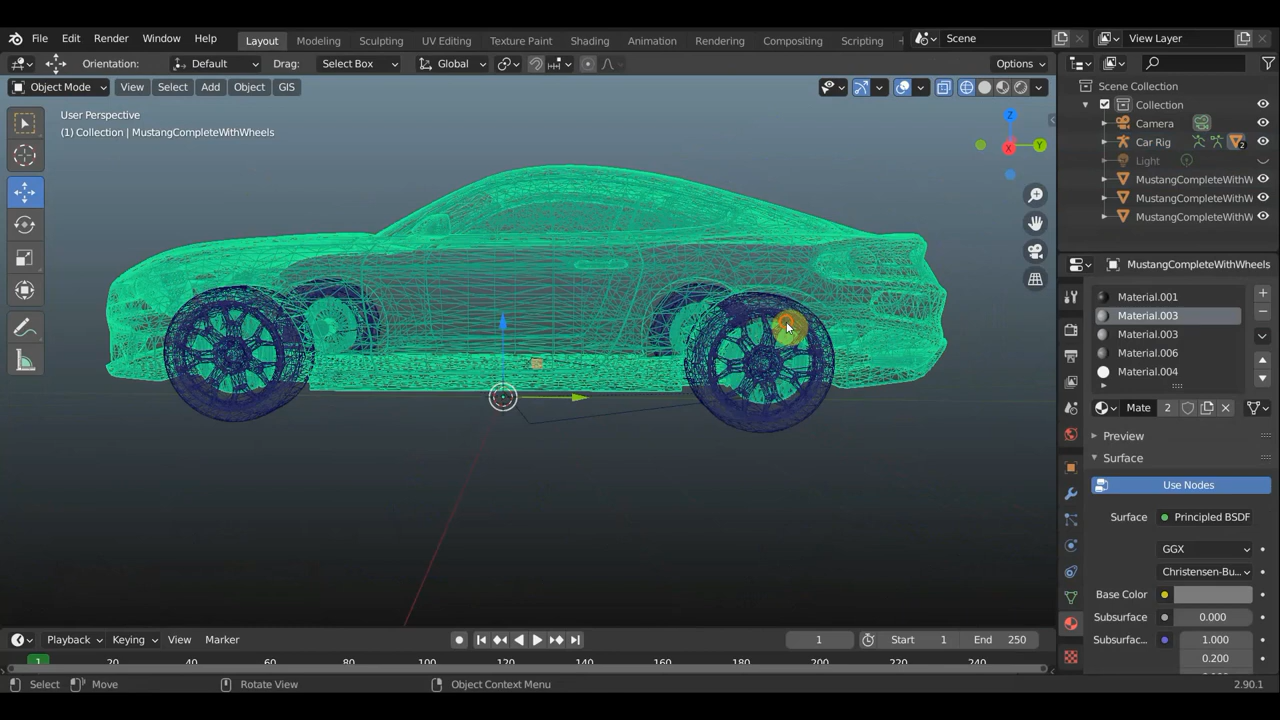 File Edit Render Window Help
Layout Modeling Sculpting UV Editing Texture Paint Shading Animation Rendering Compositing Scripting +
Scene
View Layer
Orientation: Default Drag: Select Box Global Options
Object Mode View Select Add Object GIS
User Perspective
(1) Collection | MustangCompleteWithWheels
Z
Y
X
Scene Collection
Collection
Camera
Car Rig 2
Light
MustangCompleteWithW
MustangCompleteWithW
MustangCompleteWithW
MustangCompleteWithWheels
Material.001
Material.003
Material.003
Material.006
Material.004
Mate 2
Preview
Surface
Use Nodes
Surface Principled BSDF
GGX
Christensen-Bu...
Base Color
Subsurface 0.000
Subsurfac.. 1.000
0.200
Playback Keying View Marker 1 Start 1 End 250
1 20 40 60 80 100 120 140 160 180 200 220 240
Select Move Rotate View Object Context Menu 2.90.1